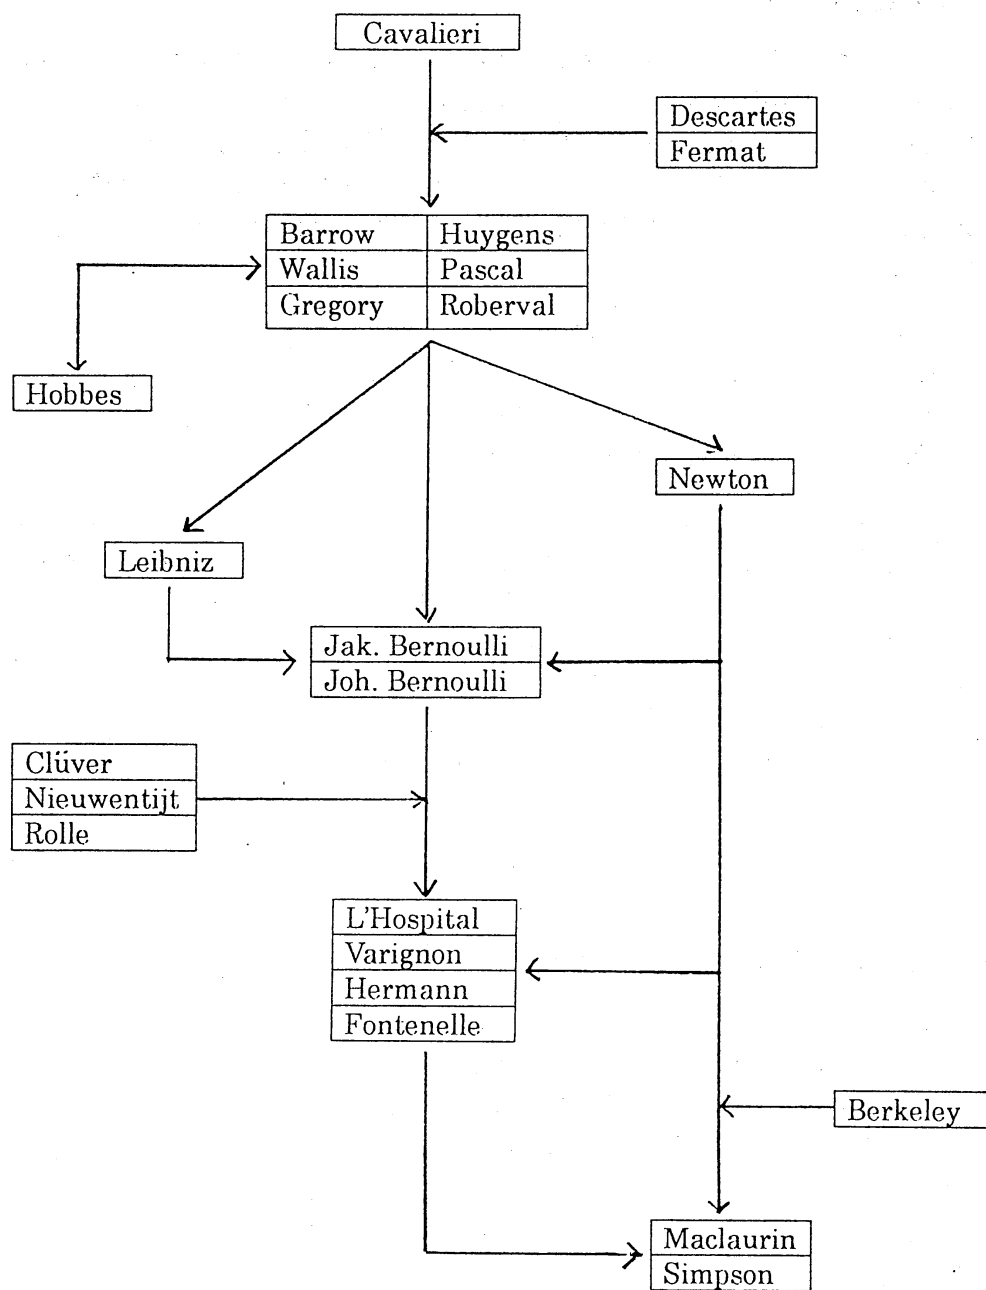 Cavalieri
Descartes
Fermat
Barrow Huygens
Wallis Pascal
Gregory Roberval
Hobbes
Newton
Leibniz
Jak. Bernoulli
Joh. Bernoulli
Clüver
Nieuwentijt
Rolle
L'Hospital
Varignon
Hermann
Fontenelle
Berkeley
Maclaurin
Simpson